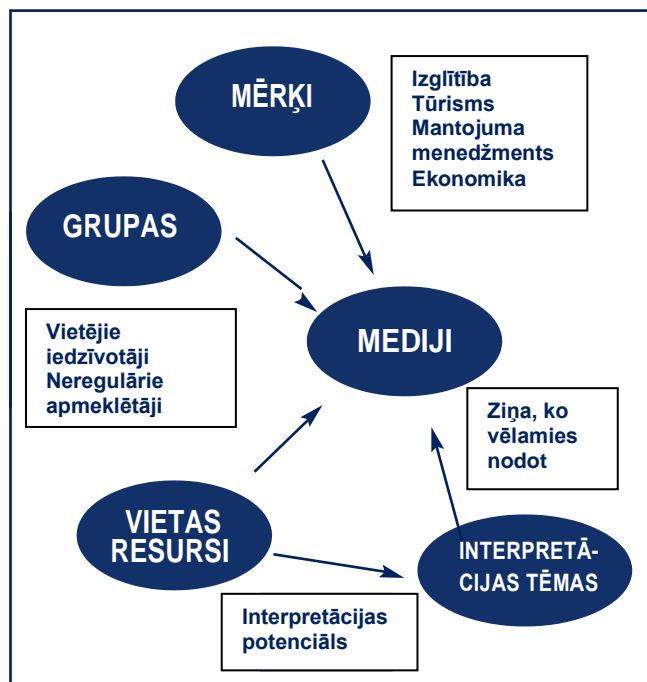 MĒRĶI
Izglītība
Tūrisms
Mantojuma
menedžments
Ekonomika
GRUPAS
Vietējie
iedzīvotāji
Neregulārie
apmeklētāji
MEDIJI
Ziņa, ko
vēlamies
nodot
VIETAS
RESURSI
INTERPRETĀ-
CIJAS TĒMAS
Interpretācijas
potenciāls